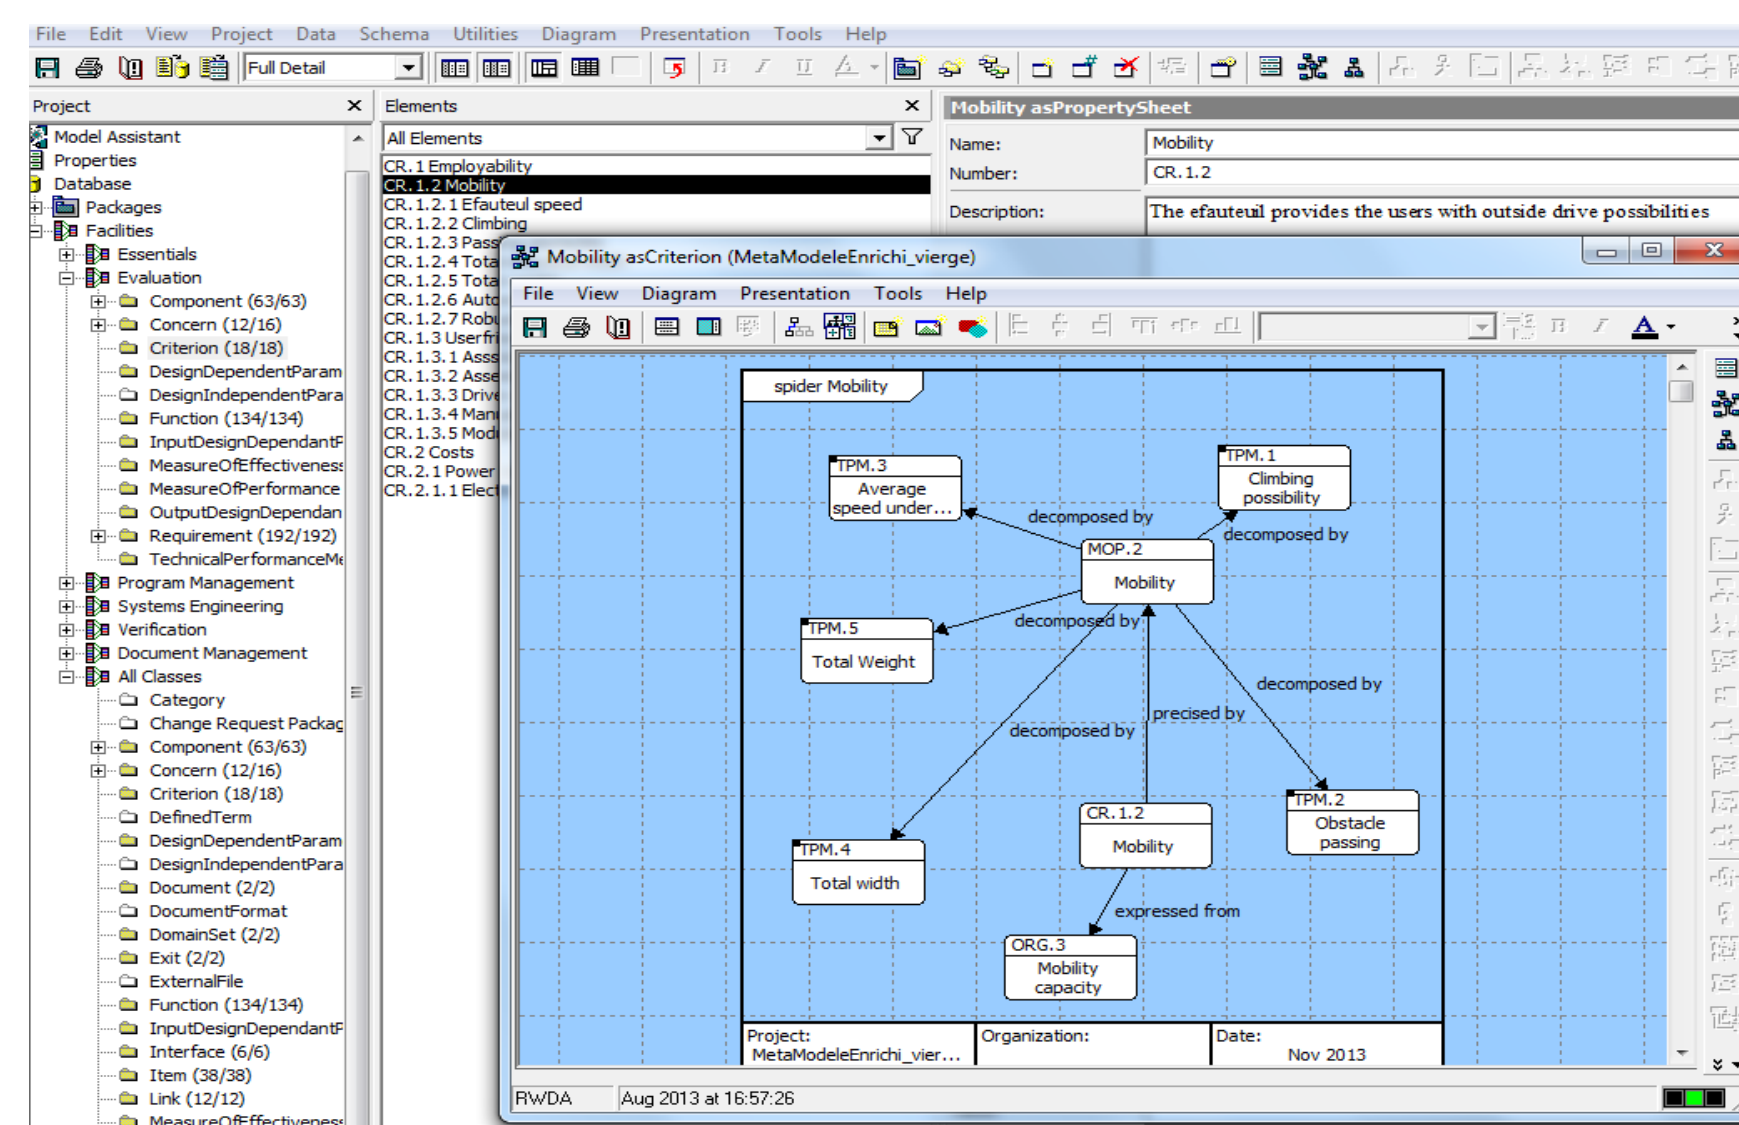 File Edit View Project Data Schema Utilities Diagram Presentation Tools Help
Full Detail
Project
Model Assistant
Properties
Database
Packages
Facilities
Essentials
Evaluation
Component (63/63)
Concern (12/16)
Criterion (18/18)
DesignDependentParam
DesignIndependentPara
Function (134/134)
InputDesignDependantP
MeasureOfEffectiveness
MeasureOfPerformance
OutputDesignDependan
Requirement (192/192)
TechnicalPerformanceMe
Program Management
Systems Engineering
Verification
Document Management
All Classes
Category
Change Request Packag
Component (63/63)
Concern (12/16)
Criterion (18/18)
DefinedTerm
DesignDependentParam
DesignIndependentPara
Document (2/2)
DocumentFormat
DomainSet (2/2)
Exit (2/2)
ExternalFile
Function (134/134)
InputDesignDependantP
Interface (6/6)
Item (38/38)
Link (12/12)
MeasureOfEffectiveness
Elements
All Elements
CR.1 Employability
CR.1.2 Mobility
CR.1.2.1 Efauteul speed
CR.1.2.2 Climbing
CR.1.2.3 Pass
CR.1.2.4 Tota
CR.1.2.5 Tota
CR.1.2.6 Auto
CR.1.2.7 Robu
CR.1.3 Userfri
CR.1.3.1 Asss
CR.1.3.2 Asse
CR.1.3.3 Drive
CR.1.3.4 Man
CR.1.3.5 Mod
CR.2 Costs
CR.2.1 Power
CR.2.1.1 Elect
Mobility asPropertySheet
Name: Mobility
Number: CR.1.2
Description: The efauteuil provides the users with outside drive possibilities
Mobility asCriterion (MetaModeleEnrichi_vierge)
File View Diagram Presentation Tools Help
spider Mobility
TPM.3
Average
speed under...
TPM.1
Climbing
possibility
decomposed by
decomposed by
MOP.2
Mobility
decomposed by
TPM.5
Total Weight
decomposed by
precised by
decomposed by
TPM.2
Obstacle
passing
CR.1.2
Mobility
TPM.4
Total width
expressed from
ORG.3
Mobility
capacity
Project:
MetaModeleEnrichi_vier...
Organization:
Date:
Nov 2013
RWDA
Aug 2013 at 16:57:26